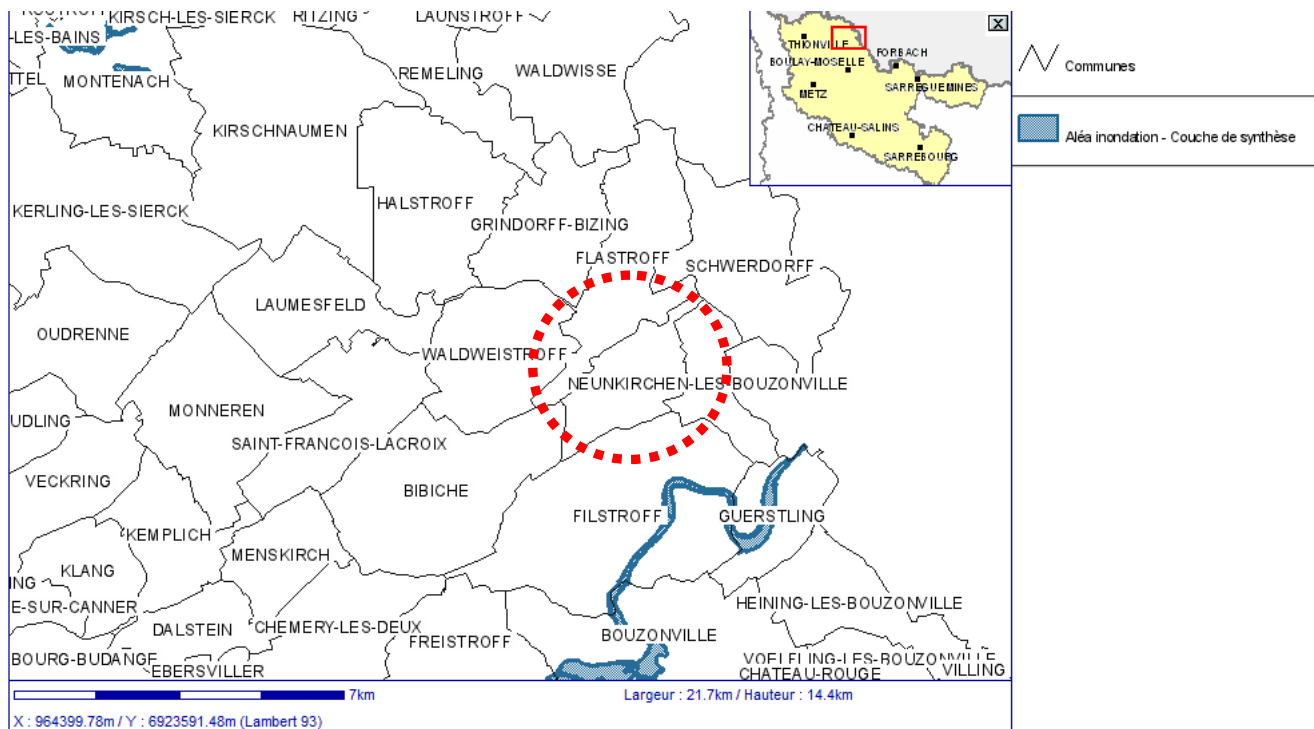 KIRSCH-LES-SIERCK
RITZING
LAUNSTROFF
-LES-BAINS
TTEL
MONTENACH
REMELING
WALDWISSE
KIRSCHNAUMEN
KERLING-LES-SIERCK
HALSTROFF
GRINDORFF-BIZING
FLASTROFF
SCHWERDORFF
LAUMESFELD
OUDRENNE
WALDWEISTROFF
NEUNKIRCHEN-LES-BOUZONVILLE
MONNEREN
UDLING
SAINT-FRANCOIS-LACROIX
VECKRING
BIBICHE
FILSTROFF
GUERSTLING
KEMPLICH
MENSKIRCH
KLANG
ING
E-SUR-CANNER
HEINING-LES-BOUZONVILLE
DALSTEIN
CHEMERY-LES-DEUX
FREISTROFF
BOUZONVILLE
BOURG-BUDANGE
EBERSVILLER
VOELFLING-LES-BOUZONVILLE
CHATEAU-ROUGE
VILLING
X
THIONVILLE
FORBACH
BOULAY-MOSELLE
METZ
SARREGUEMINES
CHATEAU-SALINS
SARREBOURG
Communes
Aléa inondation - Couche de synthèse
7km
Largeur : 21.7km / Hauteur : 14.4km
X : 964399.78m / Y : 6923591.48m (Lambert 93)